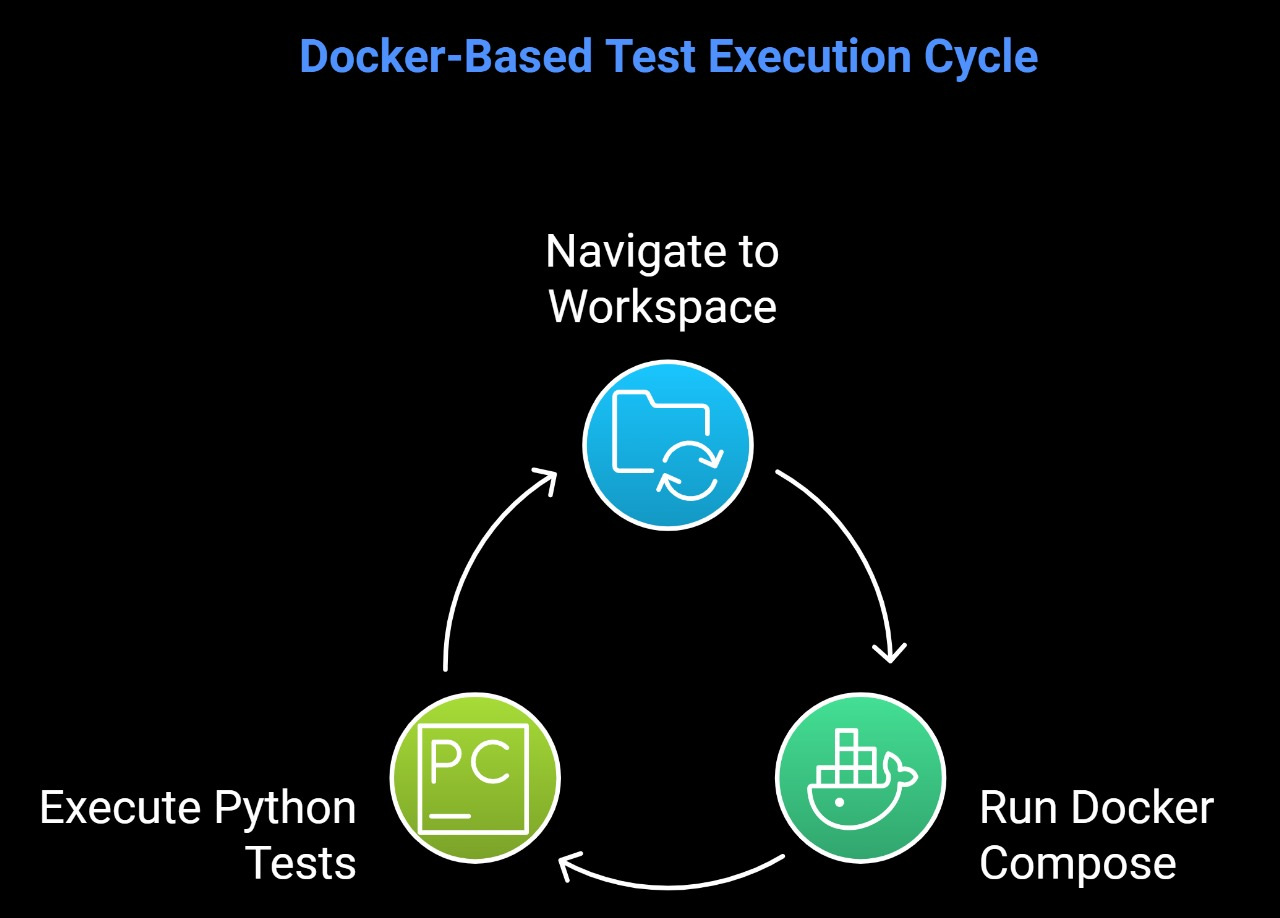 Docker-Based Test Execution Cycle
Navigate to
Workspace
PC
Execute Python
Tests
Run Docker
Compose